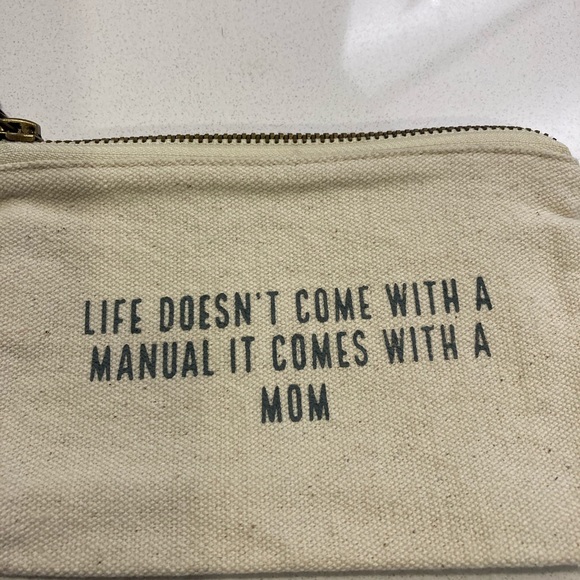 LIFE DOESN'T COME WITH A
MANUAL IT COMES WITH A
MOM